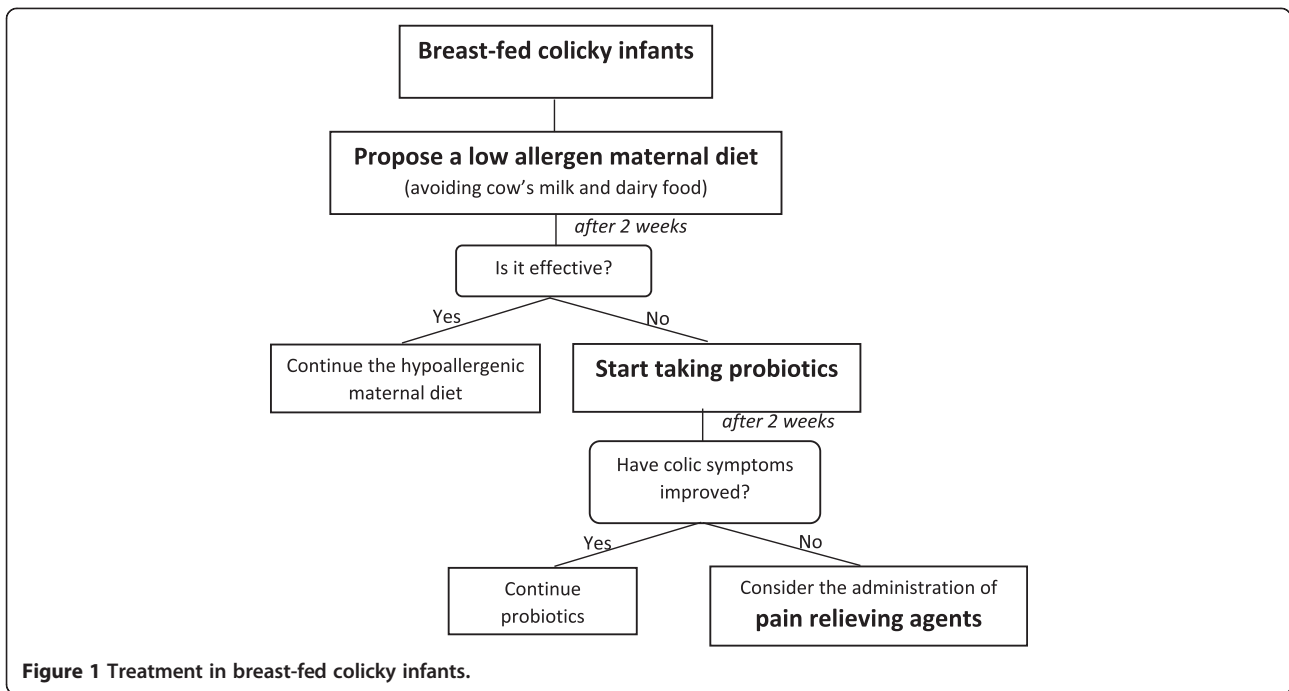 Breast-fed colicky infants
Propose a low allergen maternal diet
(avoiding cow's milk and dairy food)
after 2 weeks
Is it effective?
Yes
No
Continue the hypoallergenic
maternal diet
Start taking probiotics
after 2 weeks
Have colic symptoms
improved?
Yes
No
Continue
probiotics
Consider the administration of
pain relieving agents
Figure 1 Treatment in breast-fed colicky infants.